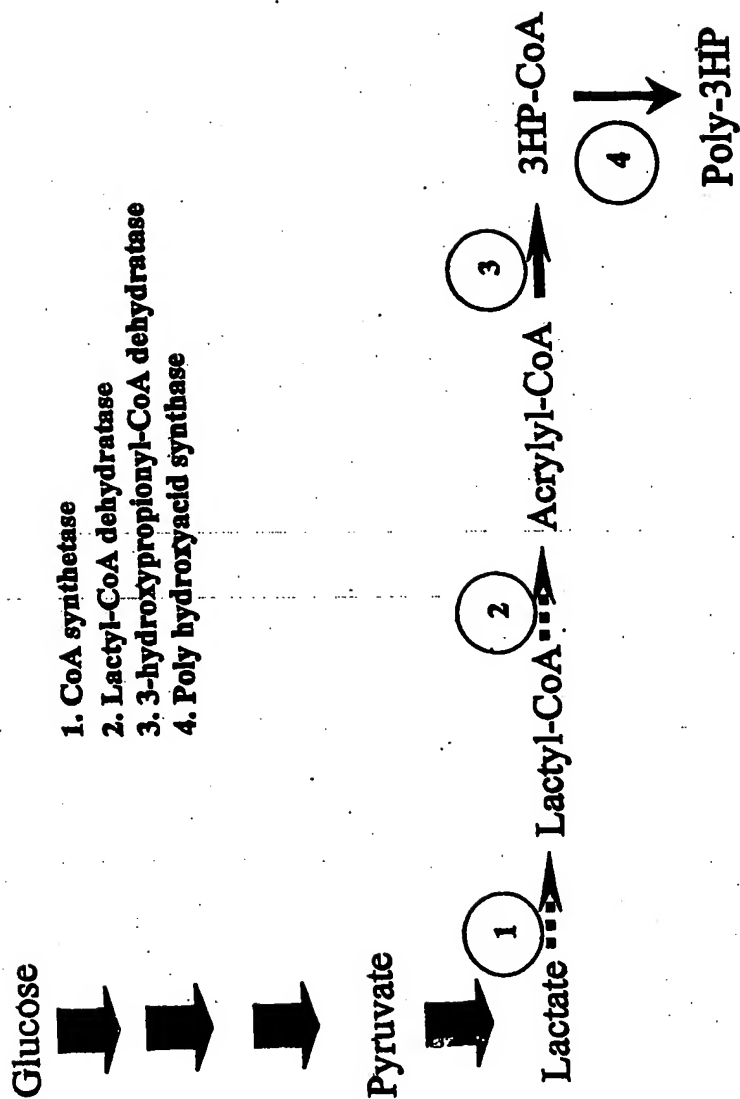 Glucose
1. CoA synthetase
2. Lactyl-CoA dehydratase
3. 3-hydroxypropionyl-CoA dehydratase
4. Poly hydroxyacid synthase
Pyruvate
1
2
3
Lactate
Lactyl-CoA
Acrylyl-CoA
3HP-CoA
4
Poly-3HP